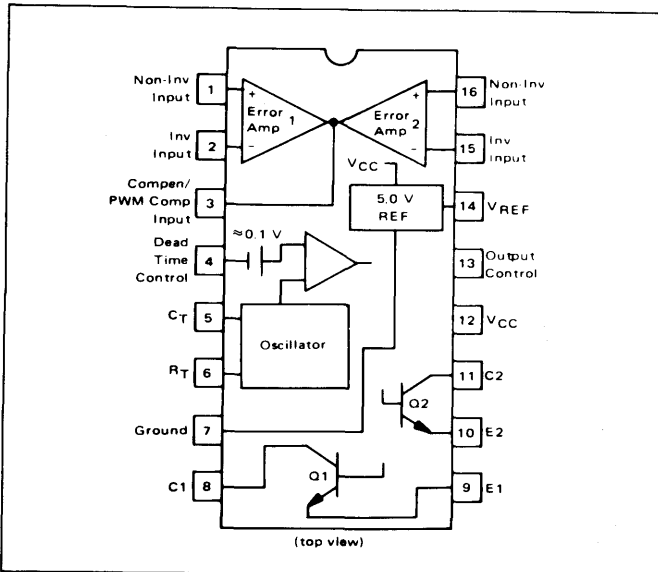 Non-Inv
Input
1
+
Error
Amp 1
Inv
Input
2
−
Compen/
PWM Comp
Input
3
≈0.1 V
Dead
Time
Control
4
CT
5
Oscillator
RT
6
Ground
7
C1
8
Q1
16
Non-Inv
Input
+
Error
Amp 2
15
Inv
Input
−
VCC
5.0 V
REF
14
VREF
13
Output
Control
12
VCC
11
C2
Q2
10
E2
9
E1
(top view)